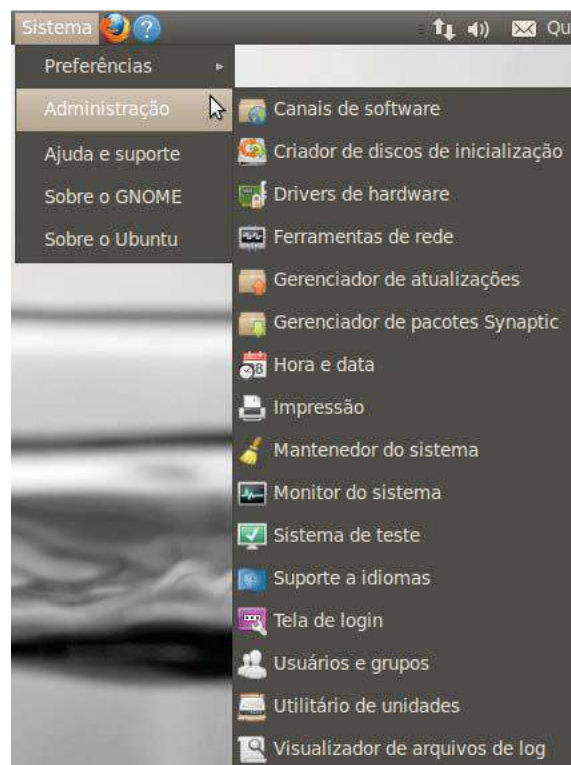 Sistema
Qu
Preferências
Administração
Ajuda e suporte
Sobre o GNOME
Sobre o Ubuntu
Canais de software
Criador de discos de inicialização
Drivers de hardware
Ferramentas de rede
Gerenciador de atualizações
Gerenciador de pacotes Synaptic
Hora e data
Impressão
Mantenedor do sistema
Monitor do sistema
Sistema de teste
Suporte a idiomas
Tela de login
Usuários e grupos
Utilitário de unidades
Visualizador de arquivos de log